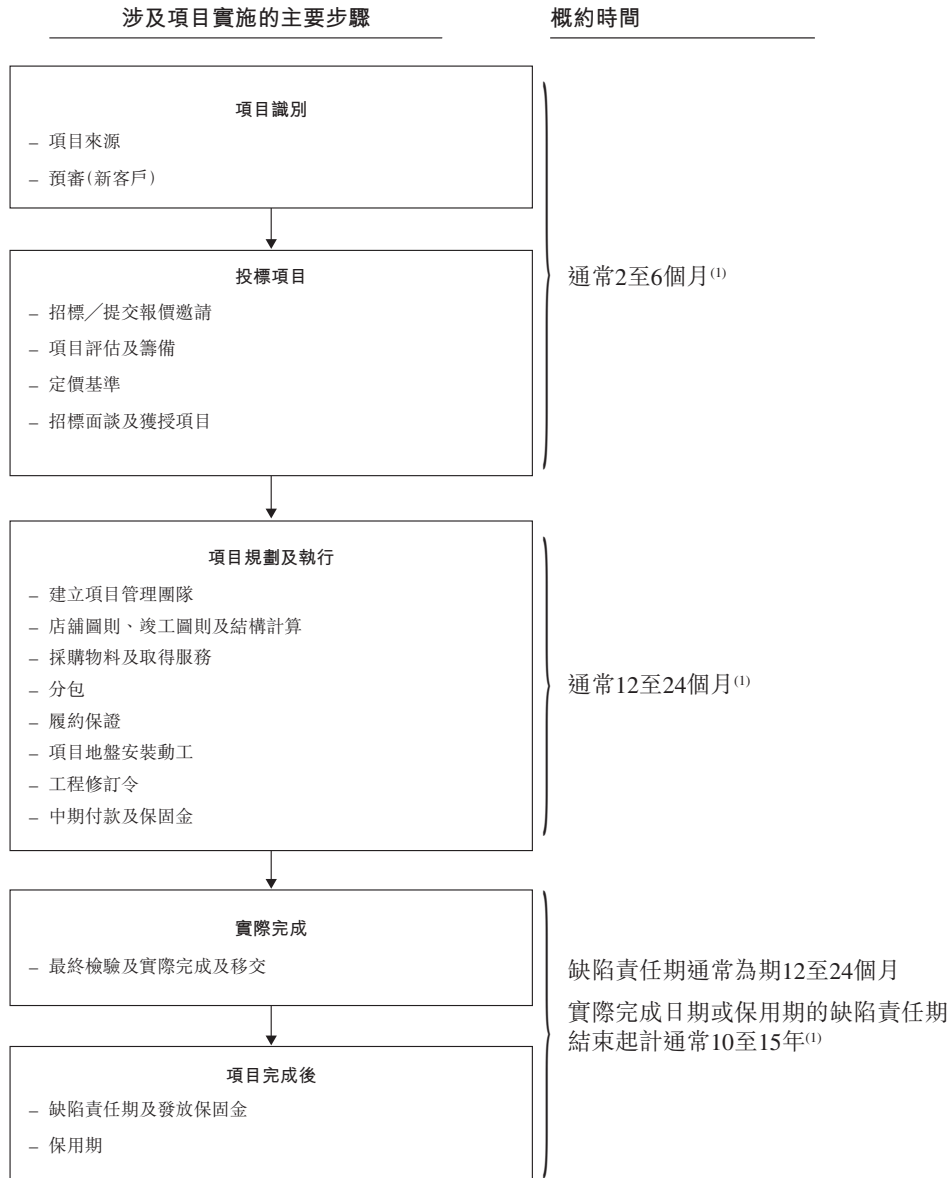 涉及項目實施的主要步驟
概約時間
項目識別
– 項目來源
– 預審(新客戶)
投標項目
– 招標／提交報價邀請
– 項目評估及籌備
– 定價基準
– 招標面談及獲授項目
通常2至6個月(1)
項目規劃及執行
– 建立項目管理團隊
– 店舖圖則、竣工圖則及結構計算
– 採購物料及取得服務
– 分包
– 履約保證
– 項目地盤安裝動工
– 工程修訂令
– 中期付款及保固金
通常12至24個月(1)
實際完成
– 最終檢驗及實際完成及移交
項目完成後
– 缺陷責任期及發放保固金
– 保用期
缺陷責任期通常為期12至24個月
實際完成日期或保用期的缺陷責任期
結束起計通常10至15年(1)